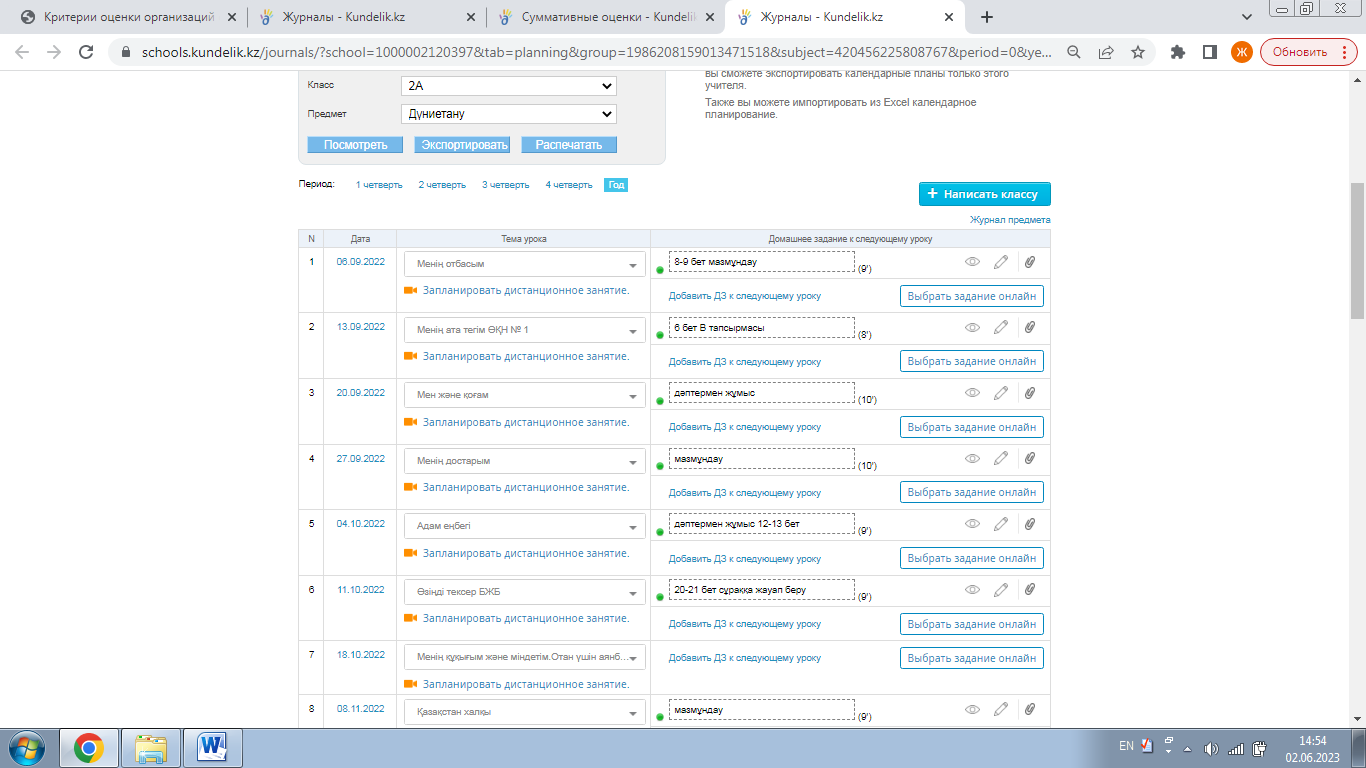 Критерии оценки организаций
Журналы - Kundelik.kz
Суммативные оценки - Kundelik
Журналы - Kundelik.kz
schools.kundelik.kz/journals/?school=1000002120397&tab=planning&group=1986208159013471518&subject=420456225808767&period=0&ye...
Ж
Обновить
Класс
2А
Предмет
Дүниетану
Посмотреть
Экспортировать
Распечатать
вы сможете экспортировать календарные планы только этого
учителя.
Также вы можете импортировать из Excel календарное
планирование.
Период: 1 четверть 2 четверть 3 четверть 4 четверть Год
+ Написать классу
Журнал предмета
N Дата Тема урока Домашнее задание к следующему уроку
1 06.09.2022 Менің отбасым 8-9 бет мазмұндау (9')
Запланировать дистанционное занятие. Добавить ДЗ к следующему уроку Выбрать задание онлайн
2 13.09.2022 Менің ата тегім ӨҚН № 1 6 бет В тапсырмасы (8')
Запланировать дистанционное занятие. Добавить ДЗ к следующему уроку Выбрать задание онлайн
3 20.09.2022 Мен және қоғам дәптермен жұмыс (10')
Запланировать дистанционное занятие. Добавить ДЗ к следующему уроку Выбрать задание онлайн
4 27.09.2022 Менің достарым мазмұндау (10')
Запланировать дистанционное занятие. Добавить ДЗ к следующему уроку Выбрать задание онлайн
5 04.10.2022 Адам еңбегі дәптермен жұмыс 12-13 бет (9')
Запланировать дистанционное занятие. Добавить ДЗ к следующему уроку Выбрать задание онлайн
6 11.10.2022 Өзіңді тексер БЖБ 20-21 бет сұраққа жауап беру (9')
Запланировать дистанционное занятие. Добавить ДЗ к следующему уроку Выбрать задание онлайн
7 18.10.2022 Менің құқығым және міндетім.Отан үшін аянб... Добавить ДЗ к следующему уроку Выбрать задание онлайн
Запланировать дистанционное занятие.
8 08.11.2022 Қазақстан халқы мазмұндау (9')
EN
14:54
02.06.2023